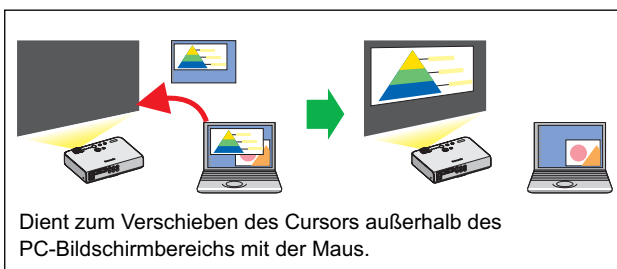 Dient zum Verschieben des Cursors außerhalb des
PC-Bildschirmbereichs mit der Maus.